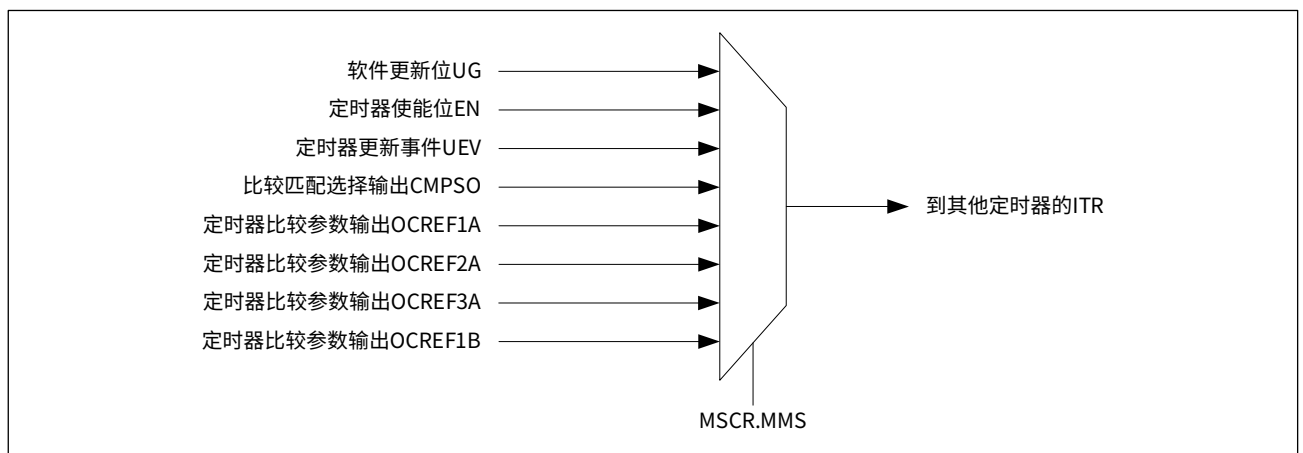 软件更新位UG
定时器使能位EN
定时器更新事件UEV
比较匹配选择输出CMPSO
定时器比较参数输出OCREF1A
定时器比较参数输出OCREF2A
定时器比较参数输出OCREF3A
定时器比较参数输出OCREF1B
到其他定时器的ITR
MSCR.MMS